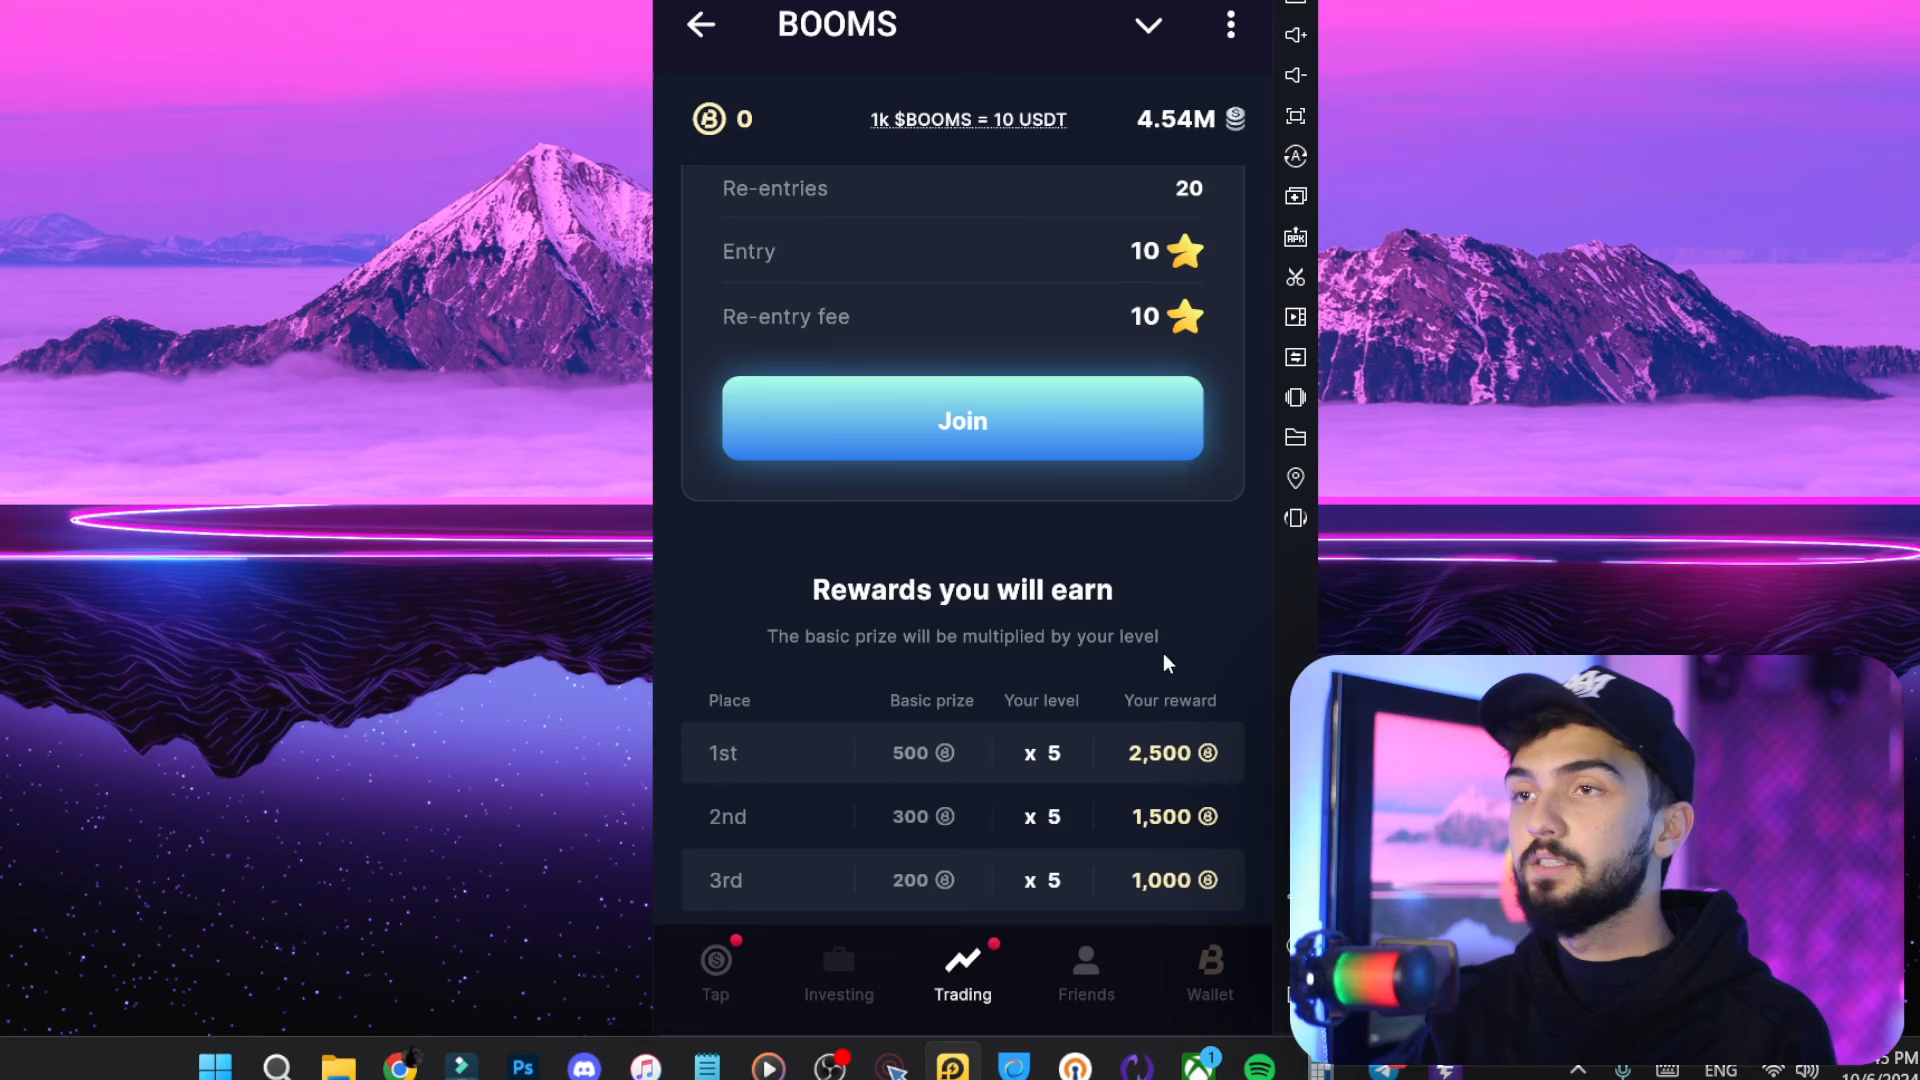 BOOMS
0 1k $BOOMS = 10 USDT 4.54M
Re-entries 20
Entry 10
Re-entry fee 10
Join
Rewards you will earn
The basic prize will be multiplied by your level
Place Basic prize Your level Your reward
1st 500 x 5 2,500
2nd 300 x 5 1,500
3rd 200 x 5 1,000
Tap Investing Trading Friends Wallet
APK
Ps
1
ENG